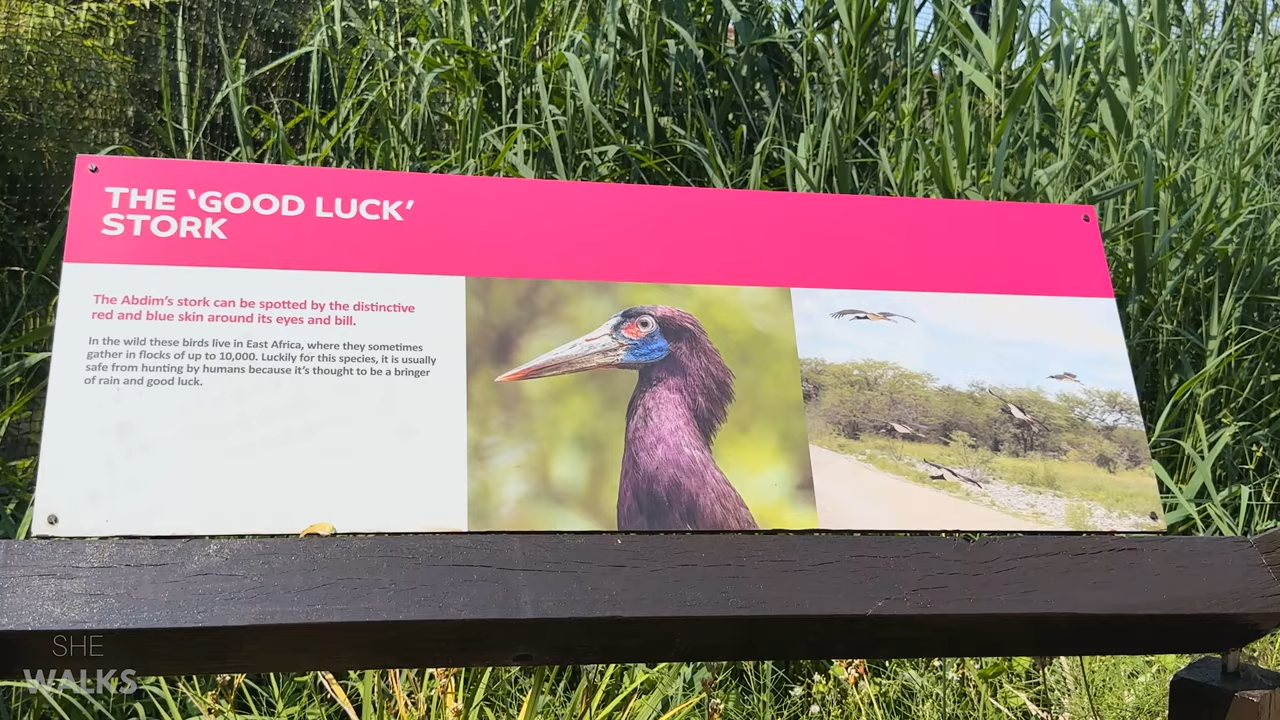 THE ‘GOOD LUCK’
STORK
The Abdim’s stork can be spotted by the distinctive
red and blue skin around its eyes and bill.
In the wild these birds live in East Africa, where they sometimes
gather in flocks of up to 10,000. Luckily for this species, it is usually
safe from hunting by humans because it’s thought to be a bringer
of rain and good luck.
SHE
WALKS